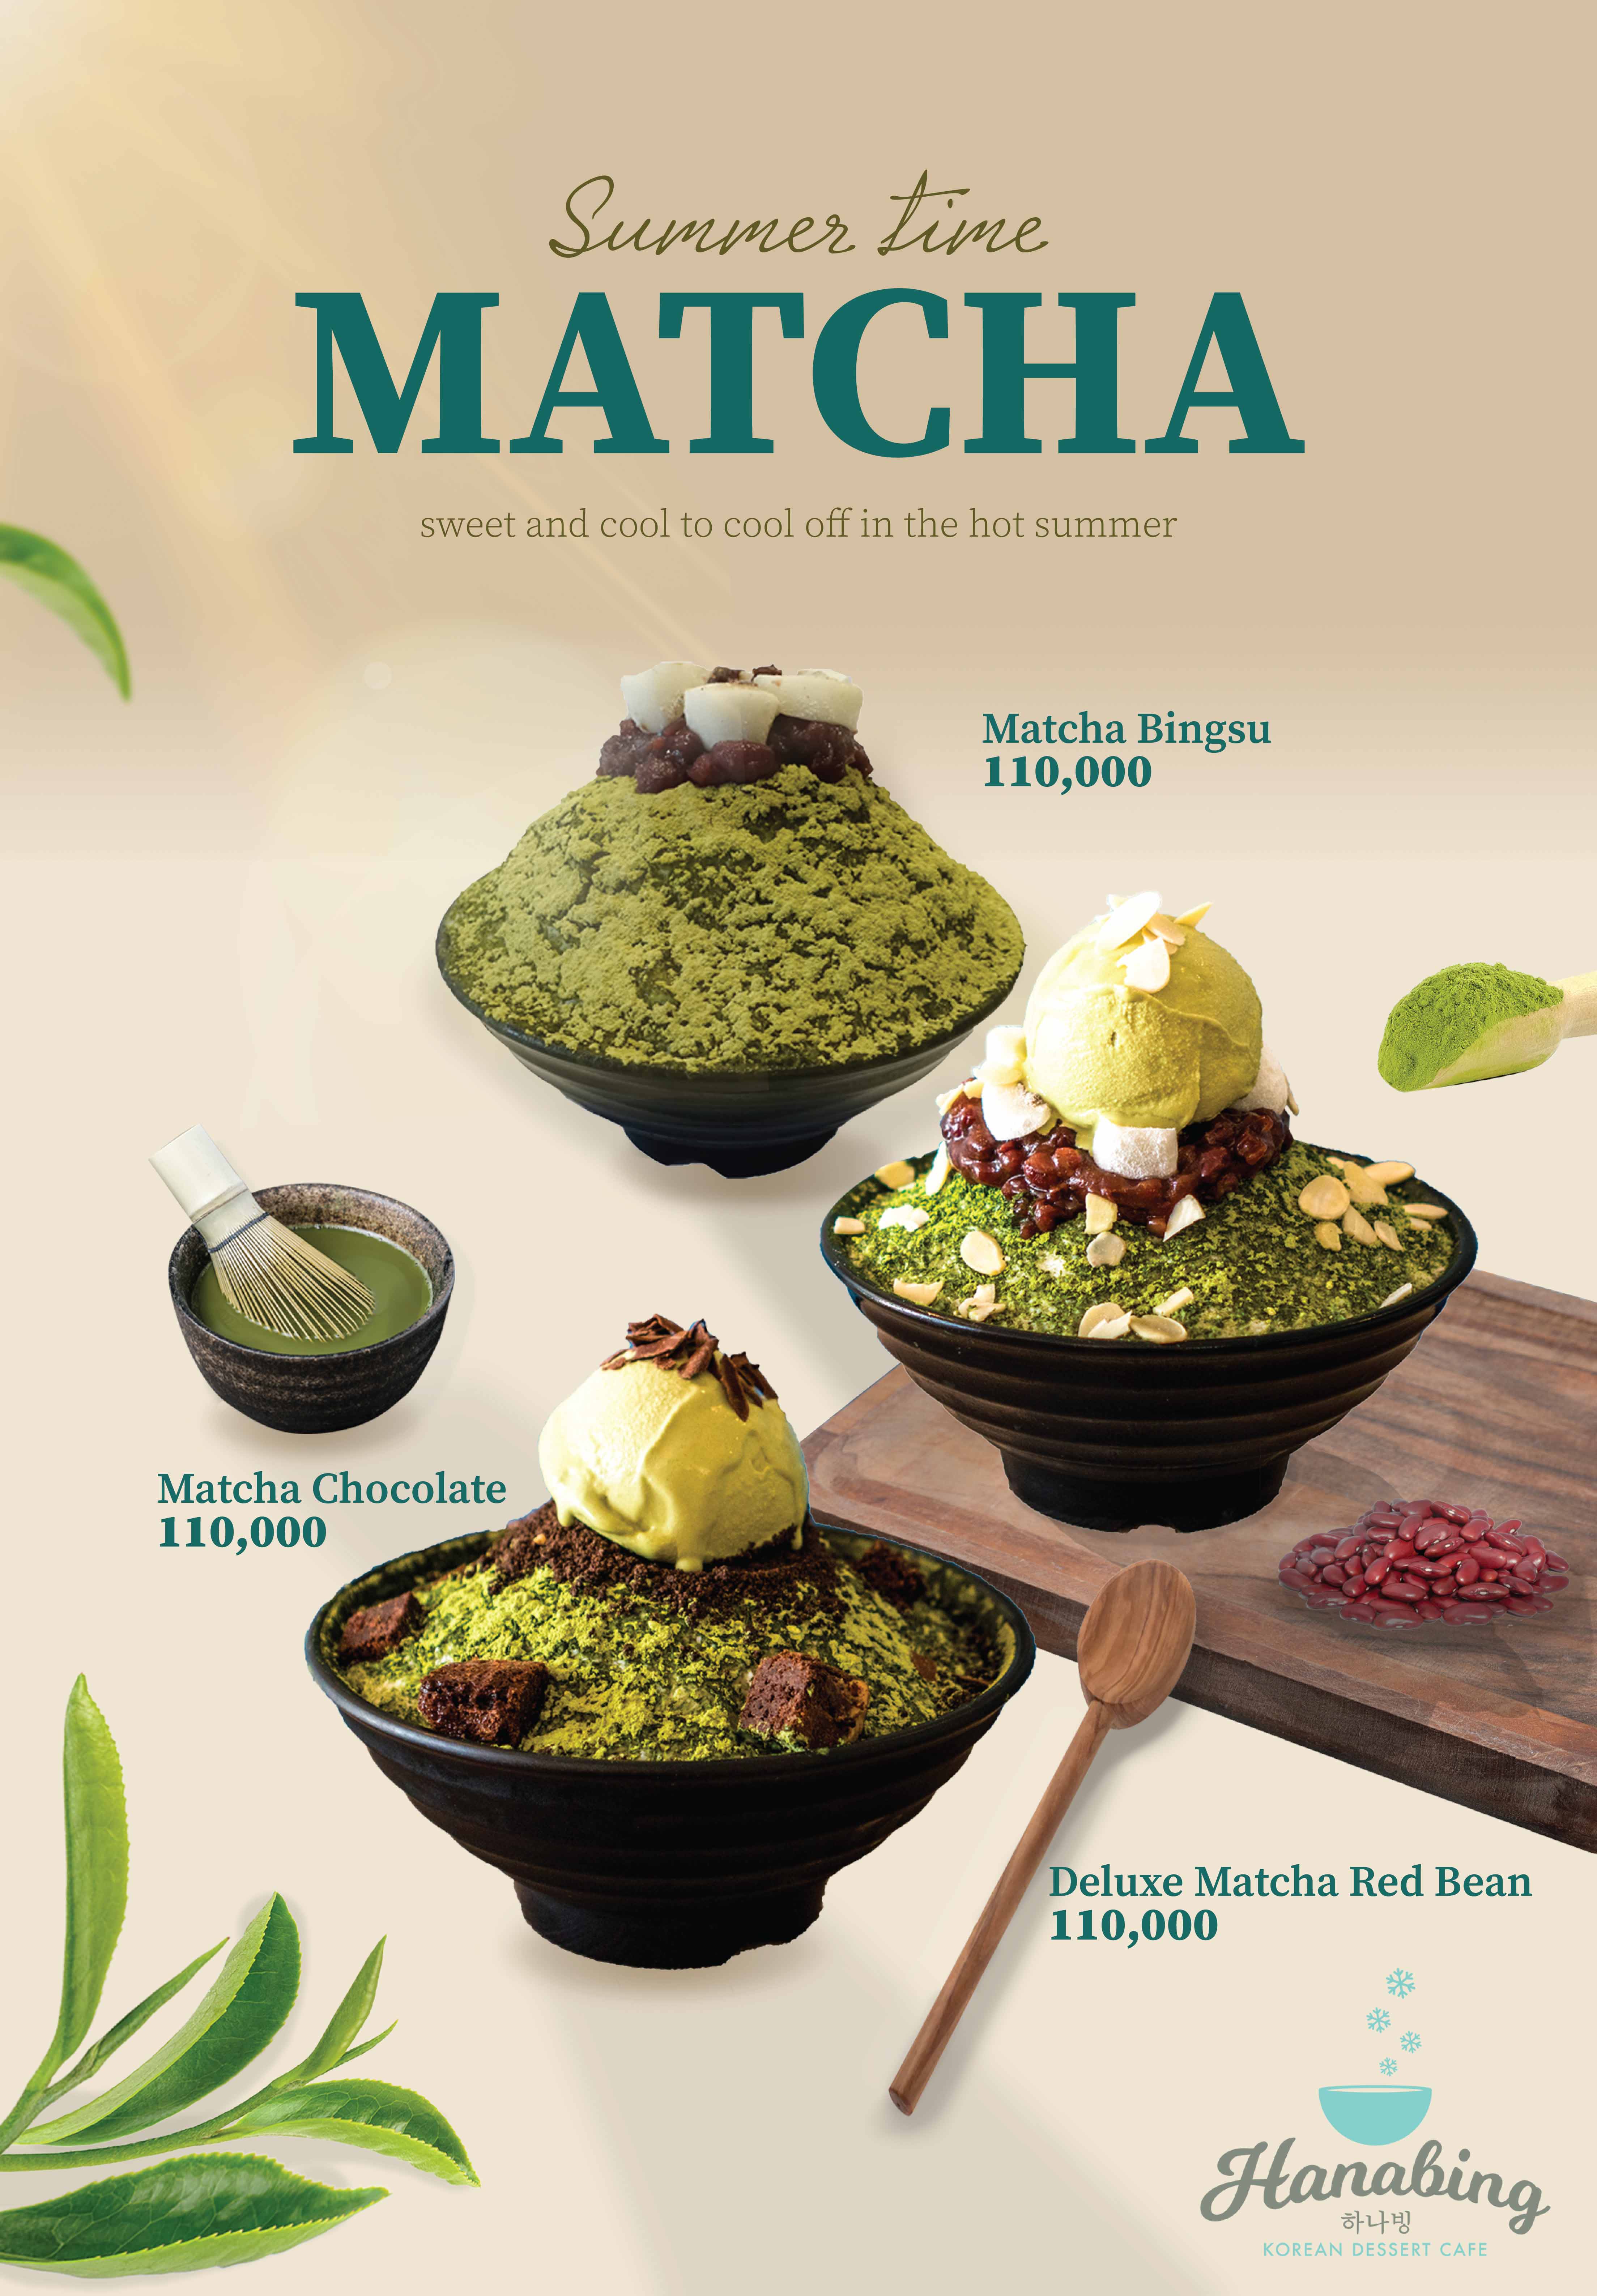 Summer time
MATCHA
sweet and cool to cool off in the hot summer
Matcha Bingsu
110,000
Matcha Chocolate
110,000
Deluxe Matcha Red Bean
110,000
Hanabing
하나빙
KOREAN DESSERT CAFE